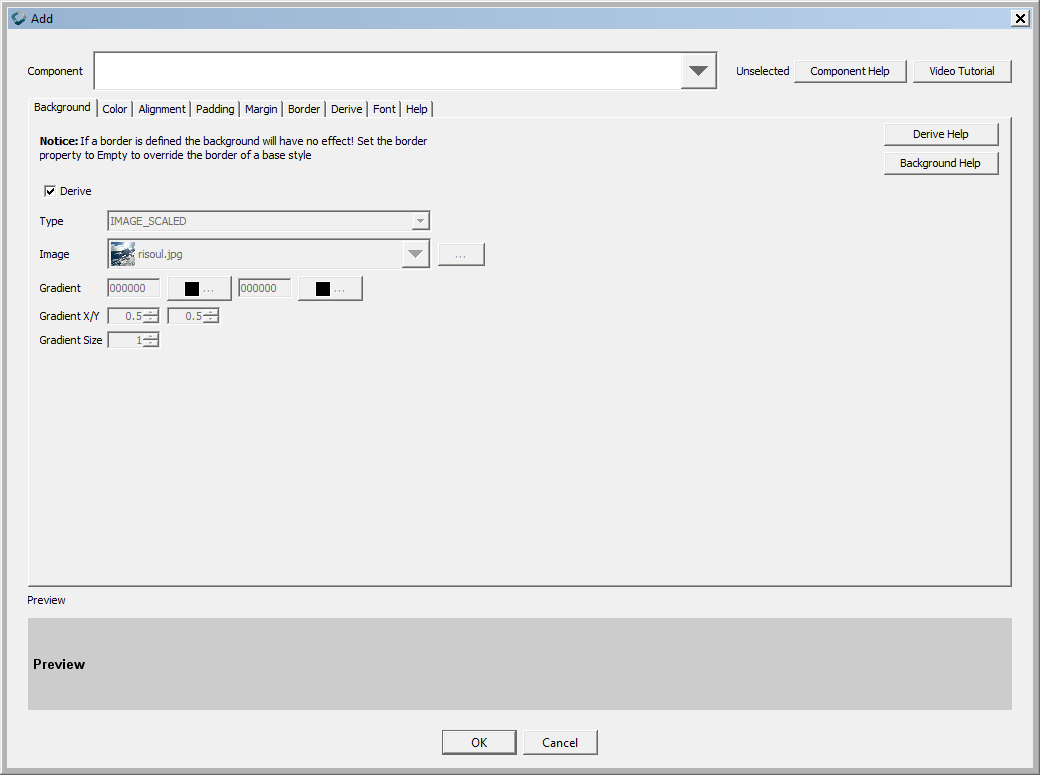 Add
Component
Unselected
Component Help
Video Tutorial
Background Color Alignment Padding Margin Border Derive Font Help
Notice: If a border is defined the background will have no effect! Set the border
property to Empty to override the border of a base style
Derive Help
Background Help
Derive
Type IMAGE_SCALED
Image risoul.jpg ...
Gradient 000000 ... 000000 ...
Gradient X/Y 0.5 0.5
Gradient Size 1
Preview
Preview
OK Cancel